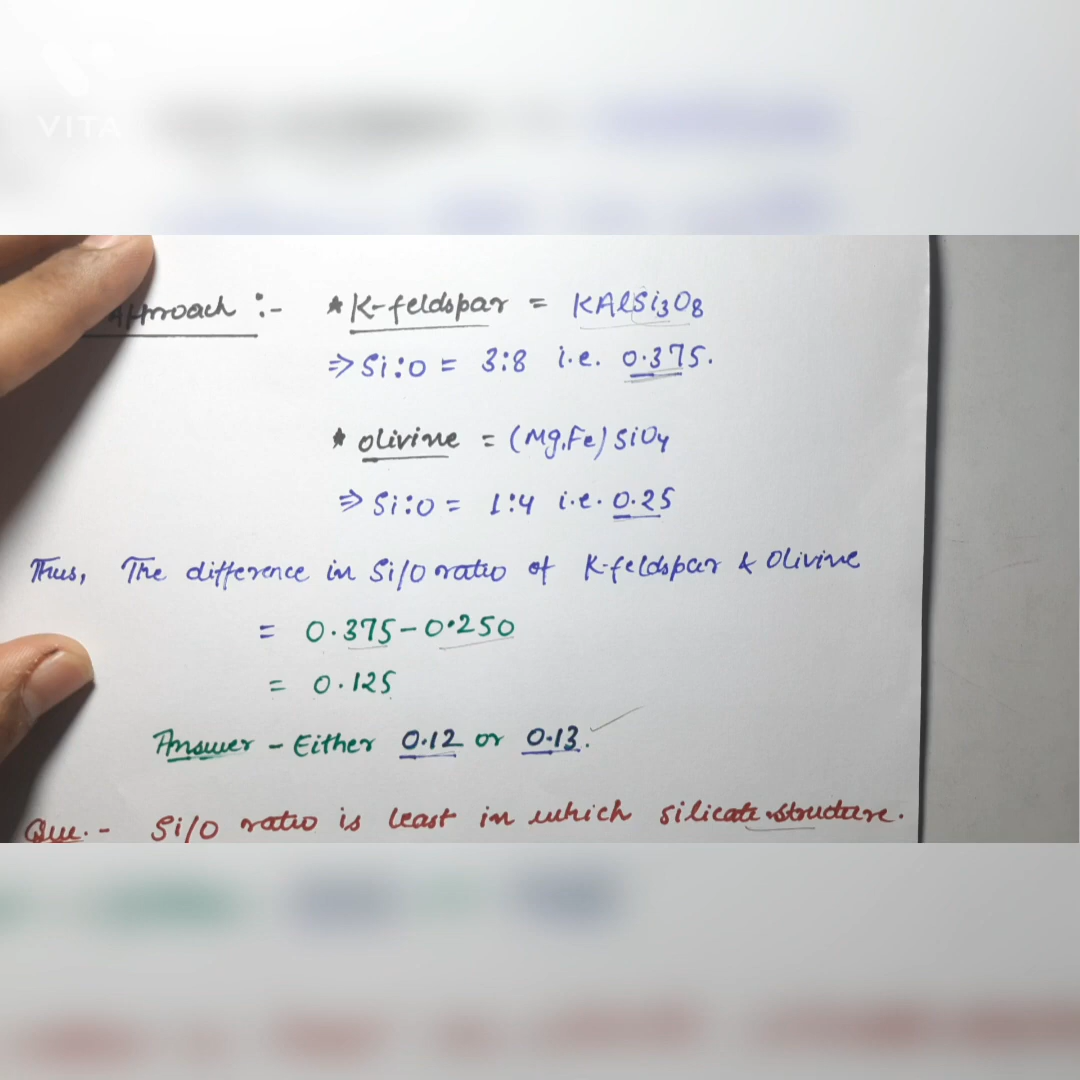 VITA
Approach :- * K-feldspar = KAlSi3O8
⇒ Si:O = 3:8 i.e. 0.375.
* olivine = (Mg,Fe) SiO4
⇒ Si:O = 1:4 i.e. 0.25
Thus, The difference in Si/O ratio of K-feldspar & Olivine
= 0.375-0.250
= 0.125
Answer - Either 0.12 or 0.13.
Que.- Si/O ratio is least in which silicate structure.